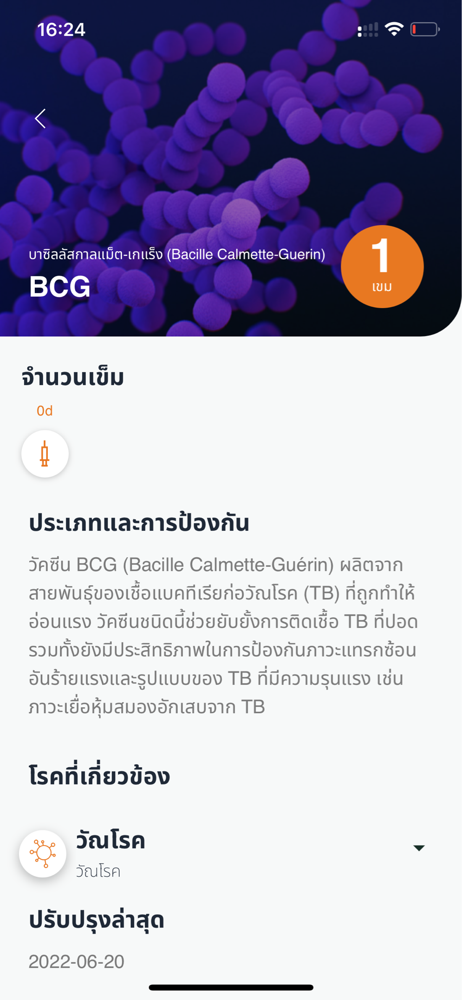 16:24
บาซิลลัสกาลแม็ต-เกแร็ง (Bacille Calmette-Guerin)
BCG
1
เขม
จำนวนเข็ม
0d
ประเภทและการป้องกัน
วัคซีน BCG (Bacille Calmette-Guérin) ผลิตจาก
สายพันธุ์ของเชื้อแบคทีเรียก่อวัณโรค (TB) ที่ถูกทำให้
อ่อนแรง วัคซีนชนิดนี้ช่วยยับยั้งการติดเชื้อ TB ที่ปอด
รวมทั้งยังมีประสิทธิภาพในการป้องกันภาวะแทรกซ้อน
อันร้ายแรงและรูปแบบของ TB ที่มีความรุนแรง เช่น
ภาวะเยื่อหุ้มสมองอักเสบจาก TB
โรคที่เกี่ยวข้อง
วัณโรค
วัณโรค
ปรับปรุงล่าสุด
2022-06-20